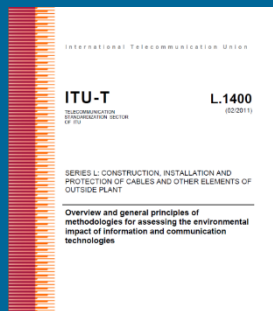 International Telecommunication Union
ITU-T
L.1400
TELECOMMUNICATION
(02/2011)
STANDARDIZATION SECTOR
OF ITU
SERIES L: CONSTRUCTION, INSTALLATION AND
PROTECTION OF CABLES AND OTHER ELEMENTS OF
OUTSIDE PLANT
Overview and general principles of
methodologies for assessing the environmental
impact of information and communication
technologies